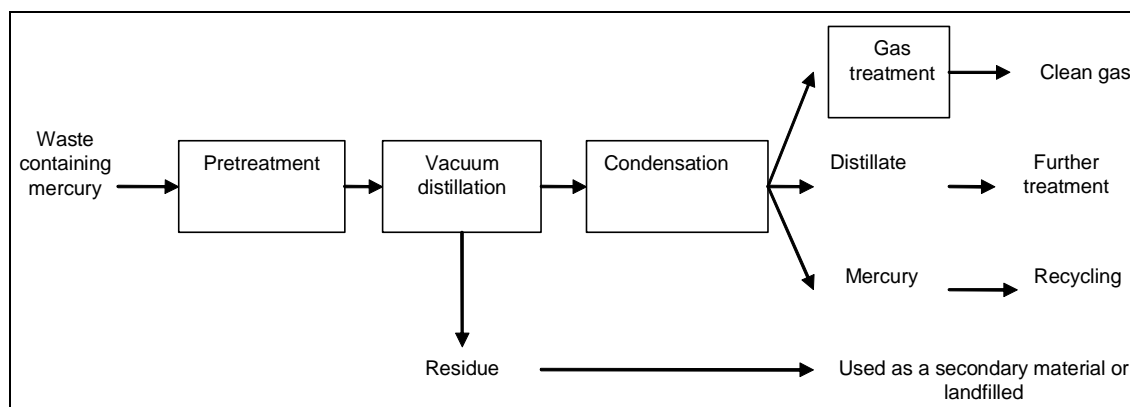 Gas
treatment
Clean gas
Waste
containing
mercury
Pretreatment
Vacuum
distillation
Condensation
Distillate
Further
treatment
Mercury
Recycling
Residue
Used as a secondary material or
landfilled